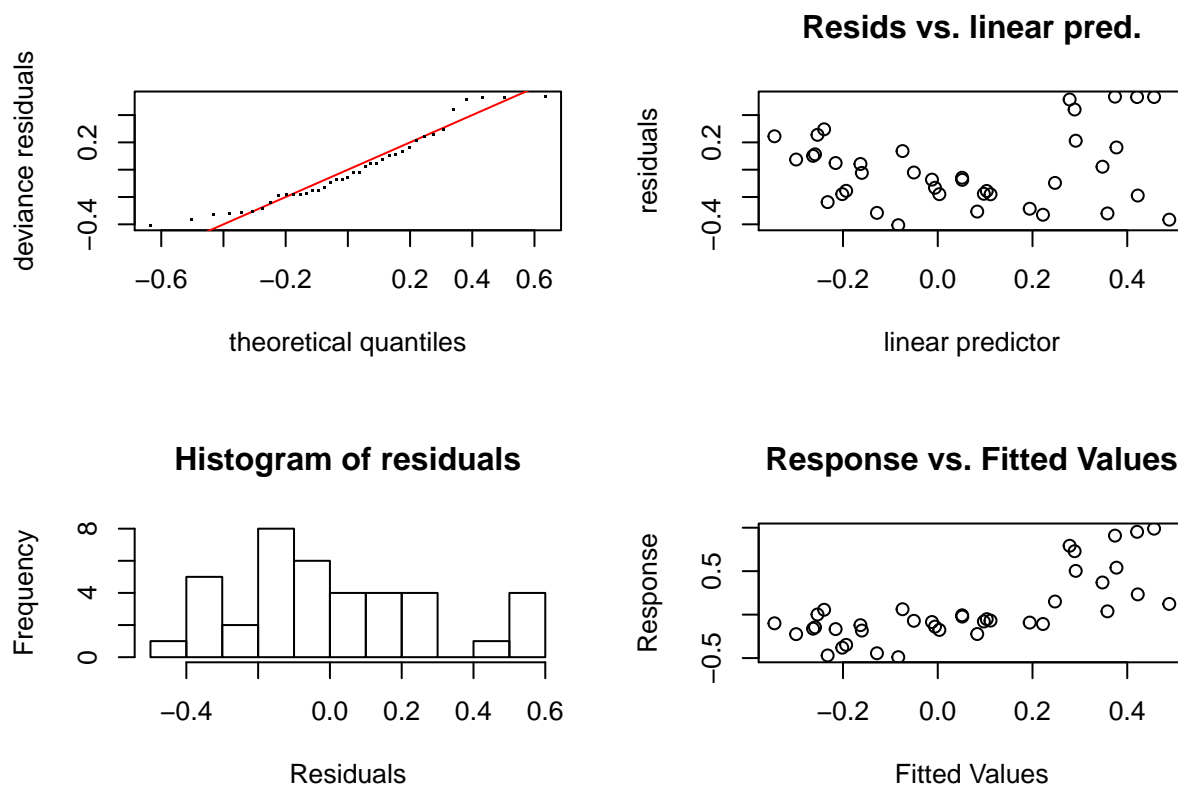 deviance residuals
−0.4
0.2
−0.6
−0.2
0.2
0.4
0.6
theoretical quantiles
Resids vs. linear pred.
residuals
−0.4
0.2
−0.2
0.0
0.2
0.4
linear predictor
Histogram of residuals
Frequency
0
4
8
−0.4
0.0
0.2
0.4
0.6
Residuals
Response vs. Fitted Values
Response
−0.5
0.5
−0.2
0.0
0.2
0.4
Fitted Values